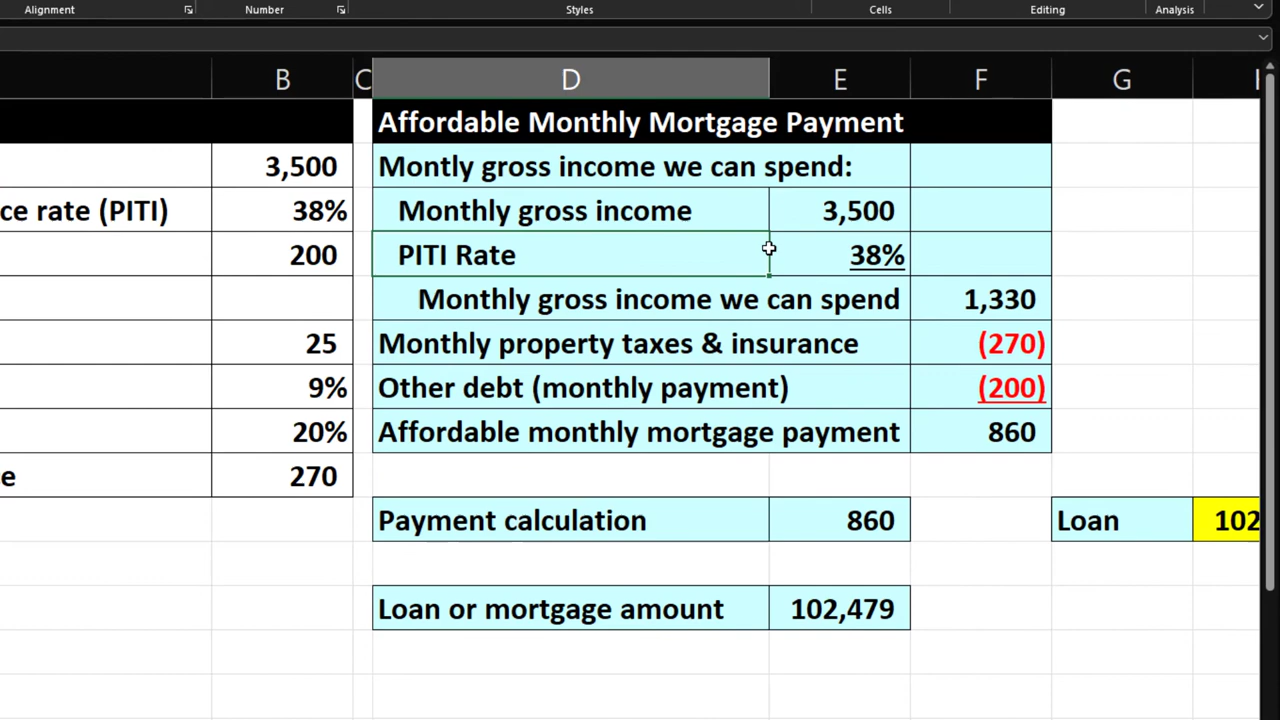 Alignment Number Styles Cells Editing Analysis
B C D E F G
Affordable Monthly Mortgage Payment
3,500 Montly gross income we can spend:
ce rate (PITI) 38% Monthly gross income 3,500
200 PITI Rate 38%
Monthly gross income we can spend 1,330
25 Monthly property taxes & insurance (270)
9% Other debt (monthly payment) (200)
20% Affordable monthly mortgage payment 860
e 270
Payment calculation 860 Loan 102
Loan or mortgage amount 102,479